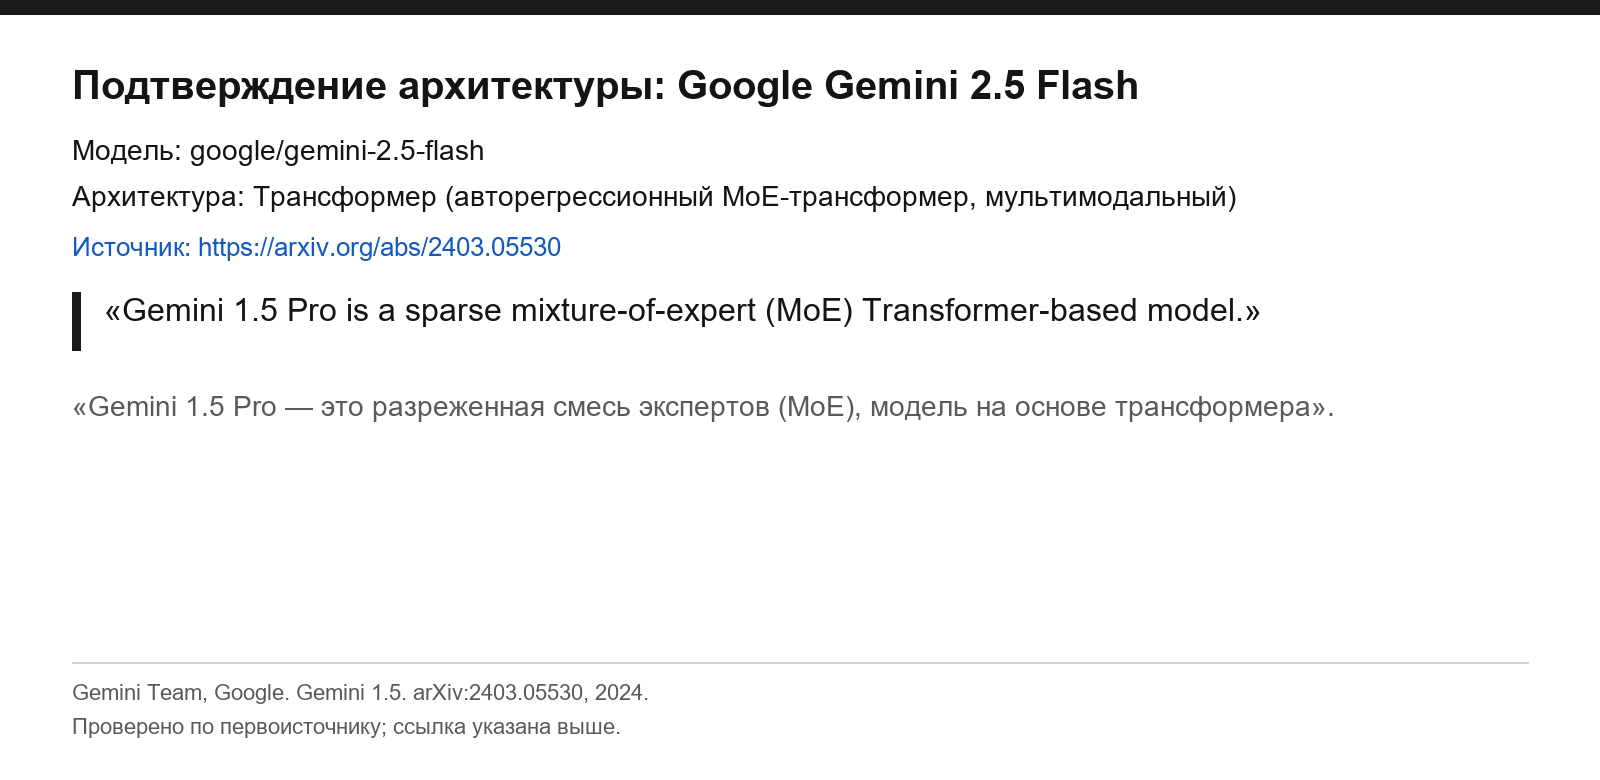 Подтверждение архитектуры: Google Gemini 2.5 Flash
Модель: google/gemini-2.5-flash
Архитектура: Трансформер (авторегрессионный MoE-трансформер, мультимодальный)
Источник: https://arxiv.org/abs/2403.05530
«Gemini 1.5 Pro is a sparse mixture-of-expert (MoE) Transformer-based model.»
«Gemini 1.5 Pro — это разреженная смесь экспертов (MoE), модель на основе трансформера».
Gemini Team, Google. Gemini 1.5. arXiv:2403.05530, 2024.
Проверено по первоисточнику; ссылка указана выше.